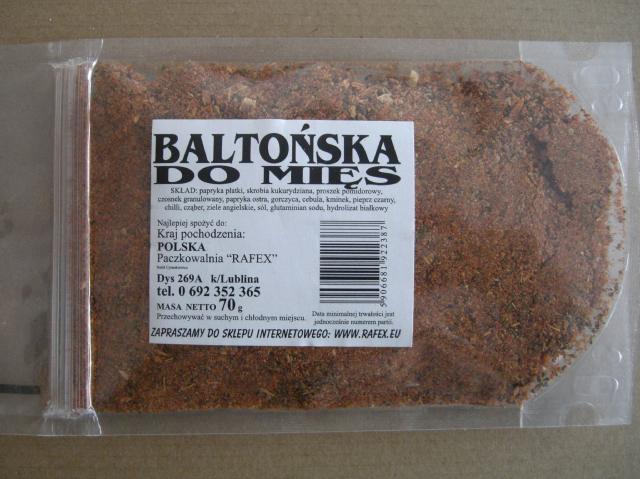 BALTOŃSKA
DO MIĘS
SKŁAD: papryka płatki, skrobia kukurydziana, proszek pomidorowy,
czosnek granulowany, papryka ostra, gorczyca, cebula, kminek, pieprz czarny,
chilli, cząber, ziele angielskie, sól, glutaminian sodu, hydrolizat białkowy
Najlepiej spożyć do:
Kraj pochodzenia:
POLSKA
Paczkowalnia "RAFEX"
Dys 269A k/Lublina
tel. 0 692 352 365
MASA NETTO 70 g
Przechowywać w suchym i chłodnym miejscu.
5906681922387
Data minimalnej trwałości jest
jednocześnie numerem partii.
ZAPRASZAMY DO SKLEPU INTERNETOWEGO: WWW.RAFEX.EU